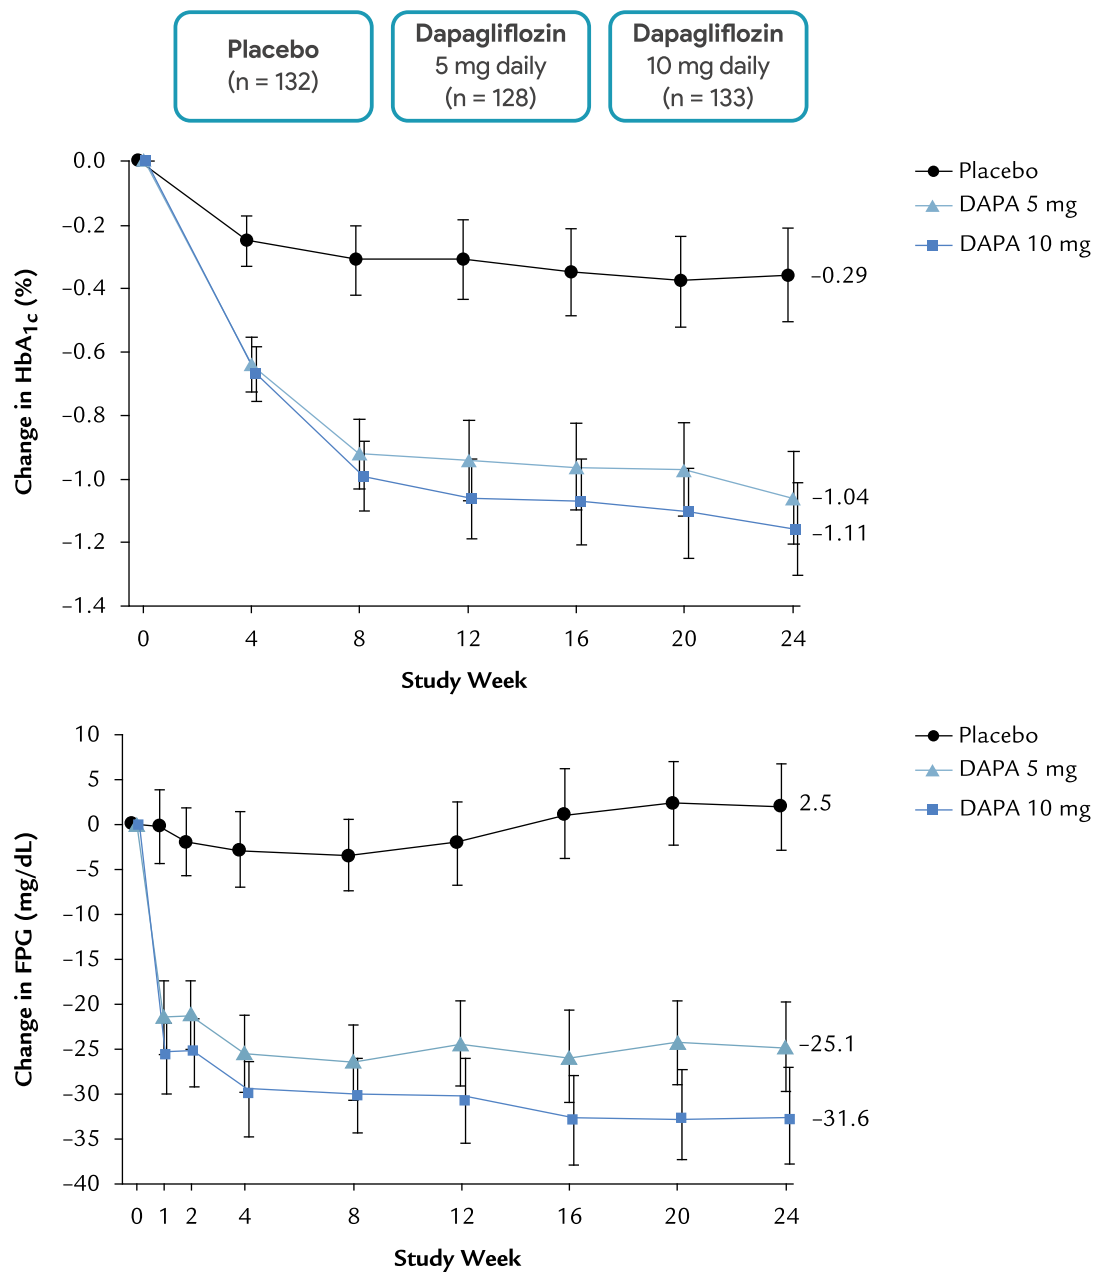 Placebo
(n = 132)
Dapagliflozin
5 mg daily
(n = 128)
Dapagliflozin
10 mg daily
(n = 133)
Change in HbA1c (%)
0.0
−0.2
−0.4
−0.6
−0.8
−1.0
−1.2
−1.4
0 4 8 12 16 20 24
Study Week
−0.29
−1.04
−1.11
Placebo
DAPA 5 mg
DAPA 10 mg
Change in FPG (mg/dL)
10
5
0
−5
−10
−15
−20
−25
−30
−35
−40
0 1 2 4 8 12 16 20 24
Study Week
2.5
−25.1
−31.6
Placebo
DAPA 5 mg
DAPA 10 mg